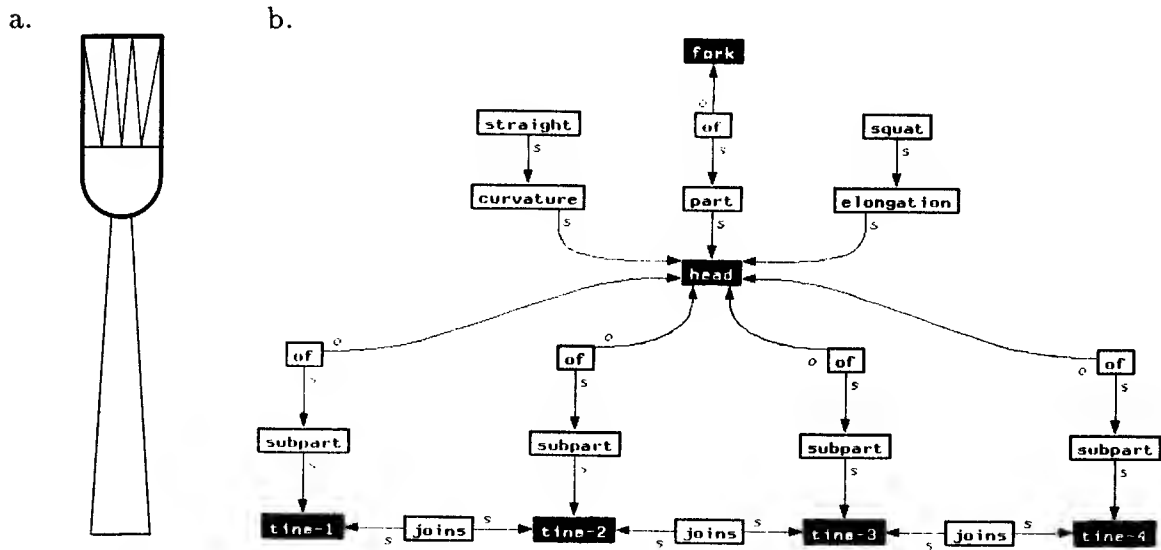 a. b.
fork
o
straight of squat
s s s
curvature part elongation
s s s
head
o o o o
of of of of
s s s s
subpart subpart subpart subpart
s s s s
tine-1 joins tine-2 joins tine-3 joins tine-4
s s s s s s